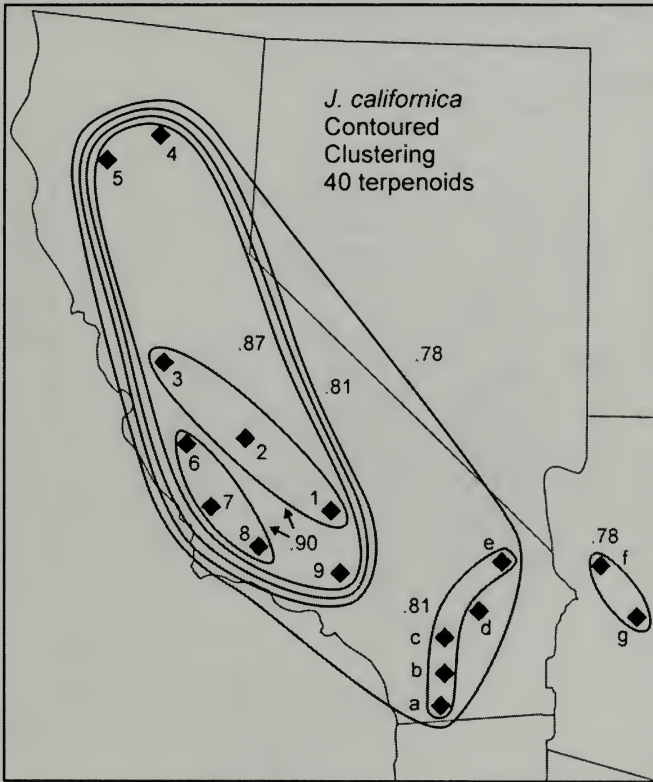 J. californica
Contoured
Clustering
40 terpenoids
4
5
.87
.78
3
.81
2
6
1
7
8
.90
9
e
.78
f
.81
d
g
c
b
a